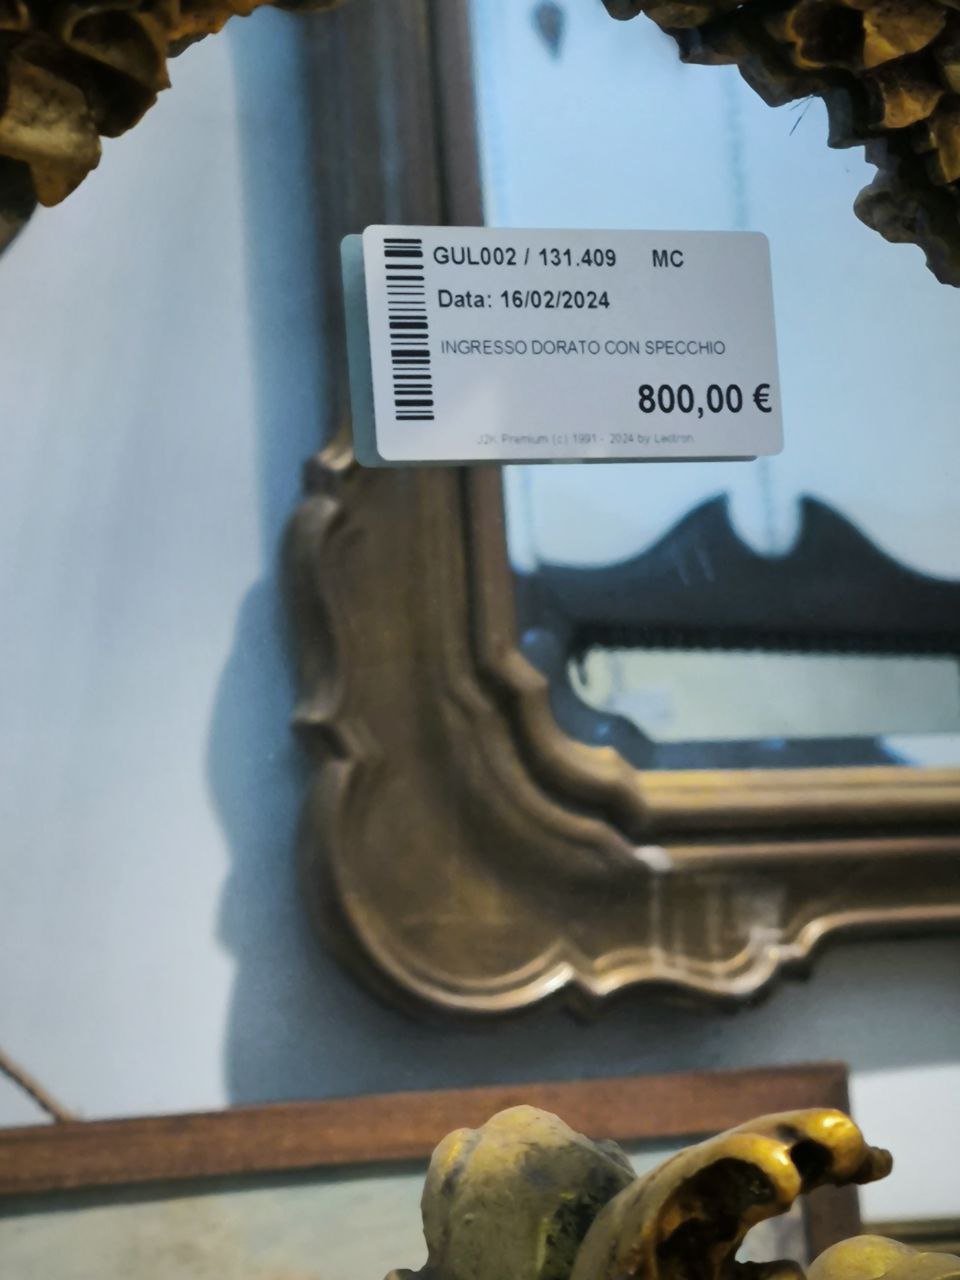 GUL002 / 131.409 MC
Data: 16/02/2024
INGRESSO DORATO CON SPECCHIO
800,00 €
J2K Premium (c) 1991 - 2024 by Lectron